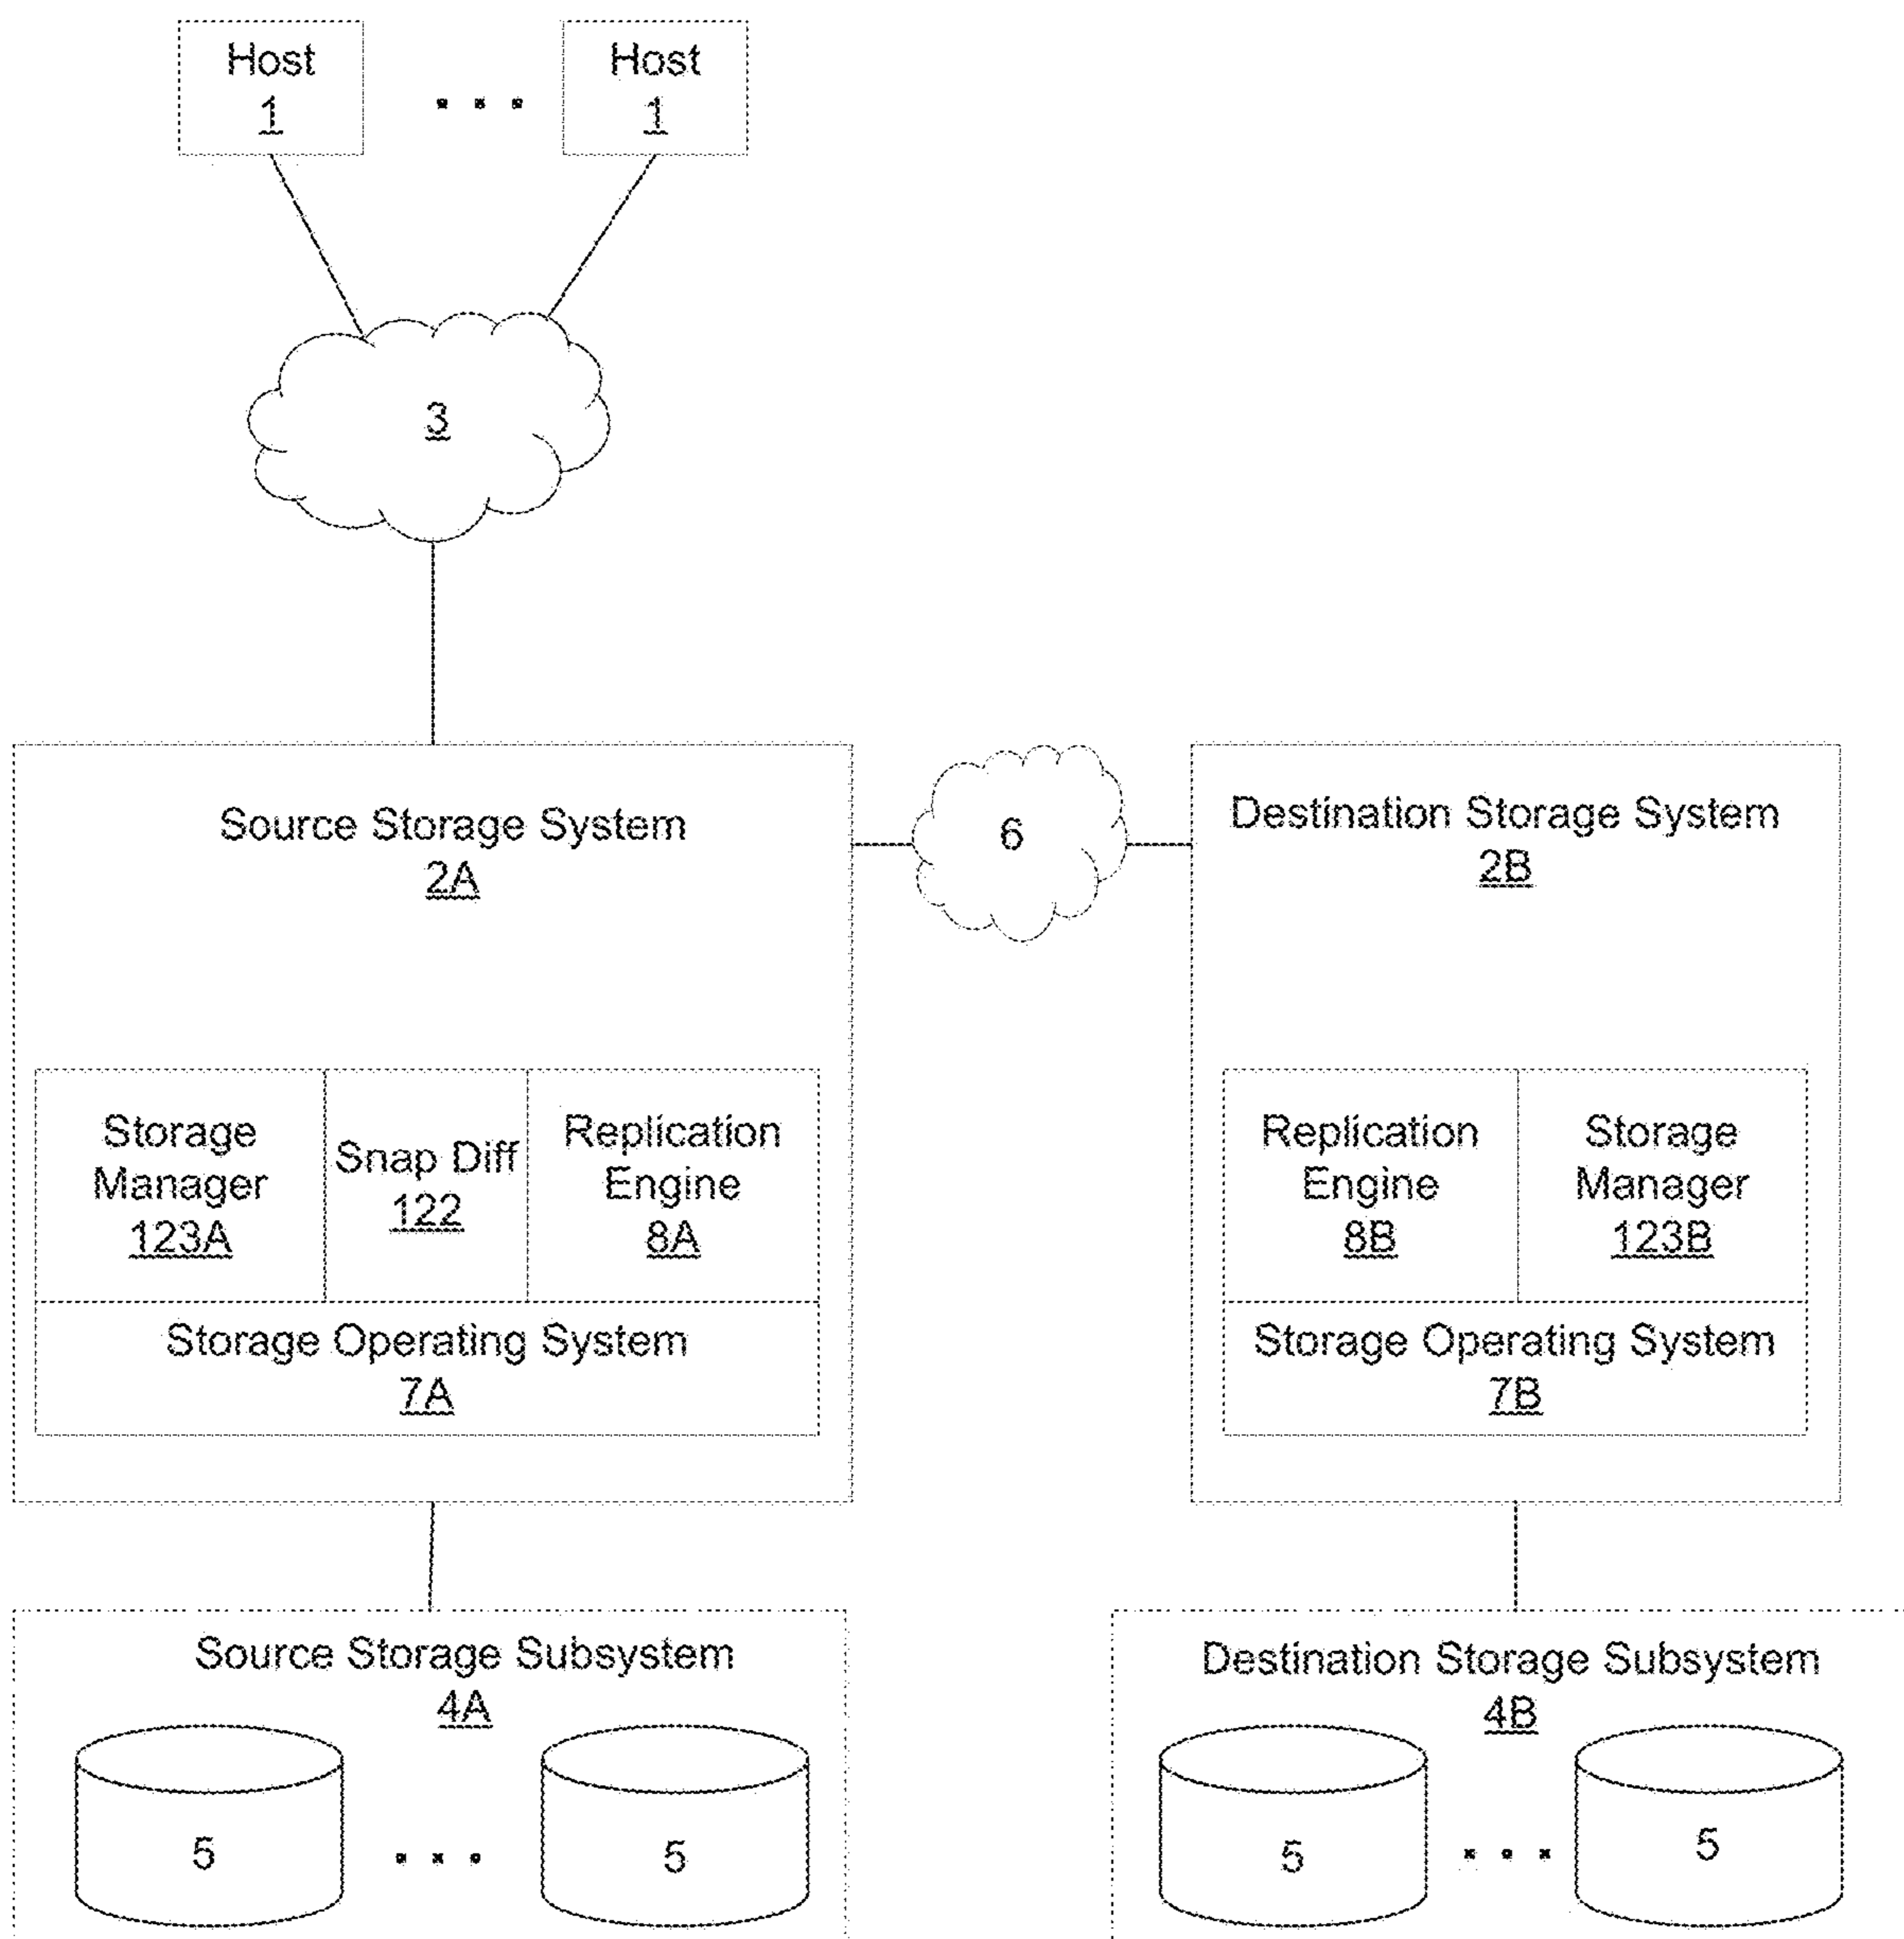 Host
1
Host
1
3
Source Storage System
2A
6
Destination Storage System
2B
Storage
Manager
123A
Snap Diff
122
Replication
Engine
8A
Storage Operating System
7A
Replication
Engine
8B
Storage
Manager
123B
Storage Operating System
7B
Source Storage Subsystem
4A
5
5
Destination Storage Subsystem
4B
5
5